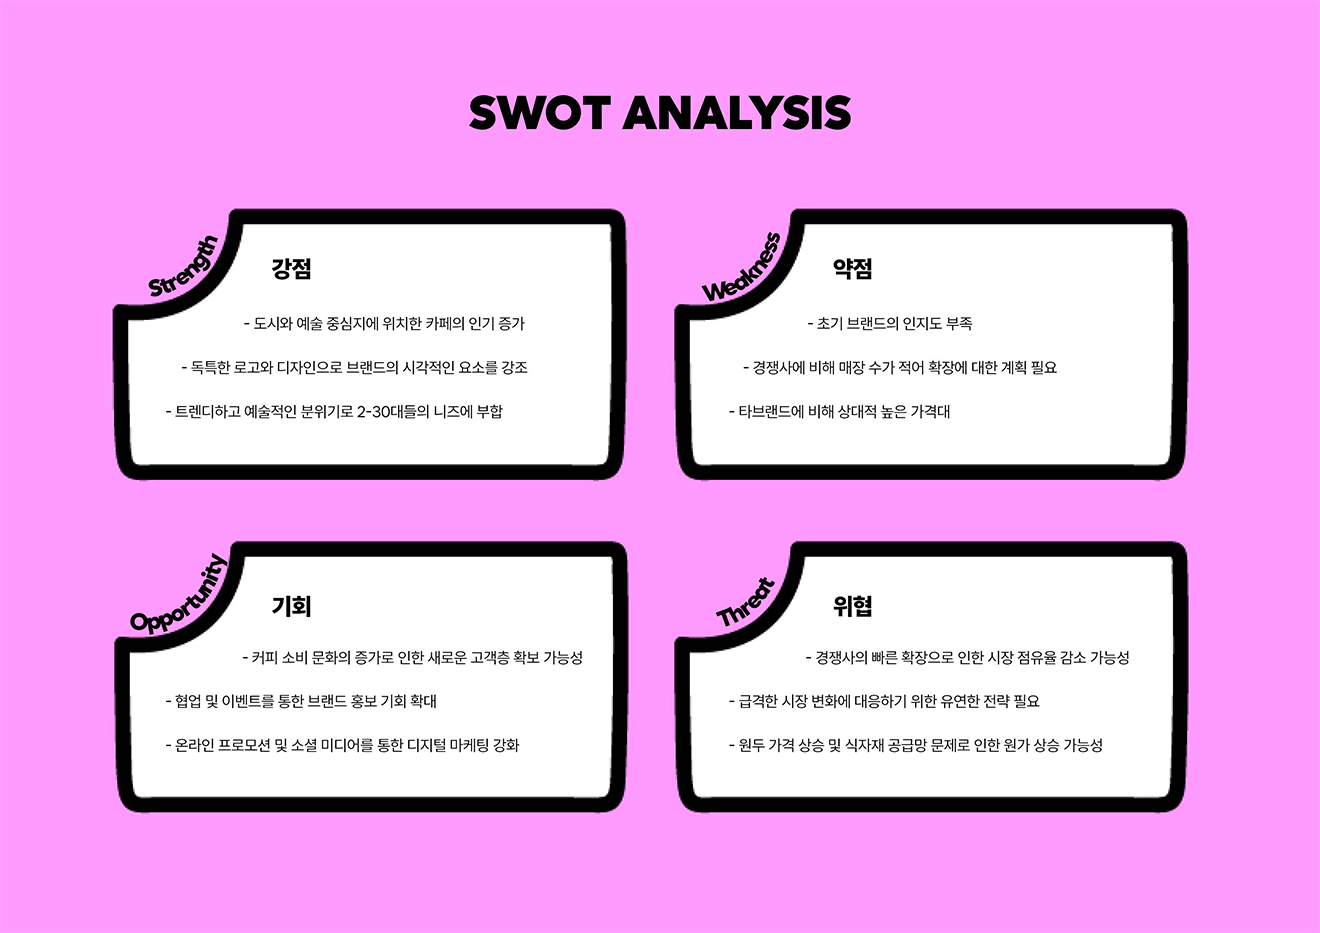 SWOT ANALYSIS
Strength
강점
- 도시와 예술 중심지에 위치한 카페의 인기 증가
- 독특한 로고와 디자인으로 브랜드의 시각적인 요소를 강조
- 트렌디하고 예술적인 분위기로 2-30대들의 니즈에 부합
Weakness
약점
- 초기 브랜드의 인지도 부족
- 경쟁사에 비해 매장 수가 적어 확장에 대한 계획 필요
- 타브랜드에 비해 상대적 높은 가격대
Opportunity
기회
- 커피 소비 문화의 증가로 인한 새로운 고객층 확보 가능성
- 협업 및 이벤트를 통한 브랜드 홍보 기회 확대
- 온라인 프로모션 및 소셜 미디어를 통한 디지털 마케팅 강화
Threat
위협
- 경쟁사의 빠른 확장으로 인한 시장 점유율 감소 가능성
- 급격한 시장 변화에 대응하기 위한 유연한 전략 필요
- 원두 가격 상승 및 식자재 공급망 문제로 인한 원가 상승 가능성